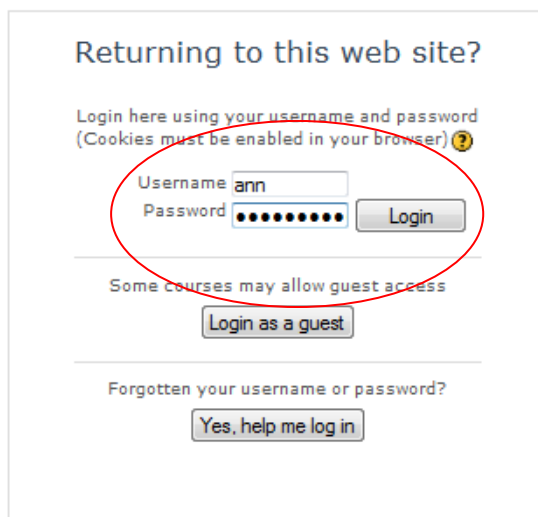 Returning to this web site?
Login here using your username and password
(Cookies must be enabled in your browser) ?
Username ann
Password ●●●●●●●●●
Login
Some courses may allow guest access
Login as a guest
Forgotten your username or password?
Yes, help me log in